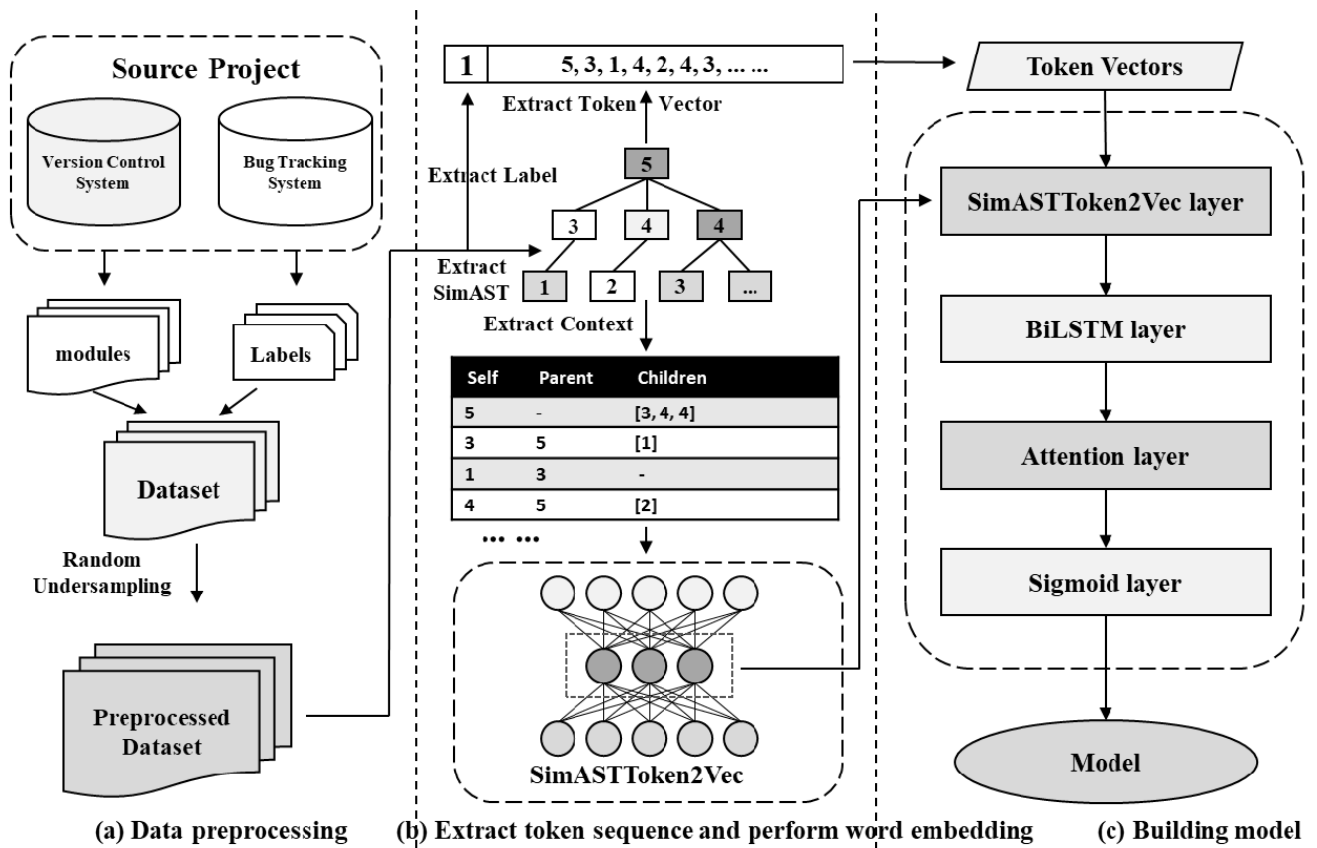 Source Project
Version Control
System
Bug Tracking
System
modules
Labels
Dataset
Random
Undersampling
Preprocessed
Dataset
(a) Data preprocessing
1 5, 3, 1, 4, 2, 4, 3, ... ...
Extract Token Vector
Extract Label
5
3 4 4
Extract
SimAST
1 2 3 ...
Extract Context
Self Parent Children
5 - [3, 4, 4]
3 5 [1]
1 3 -
4 5 [2]
... ...
SimASTToken2Vec
(b) Extract token sequence and perform word embedding
Token Vectors
SimASTToken2Vec layer
BiLSTM layer
Attention layer
Sigmoid layer
Model
(c) Building model